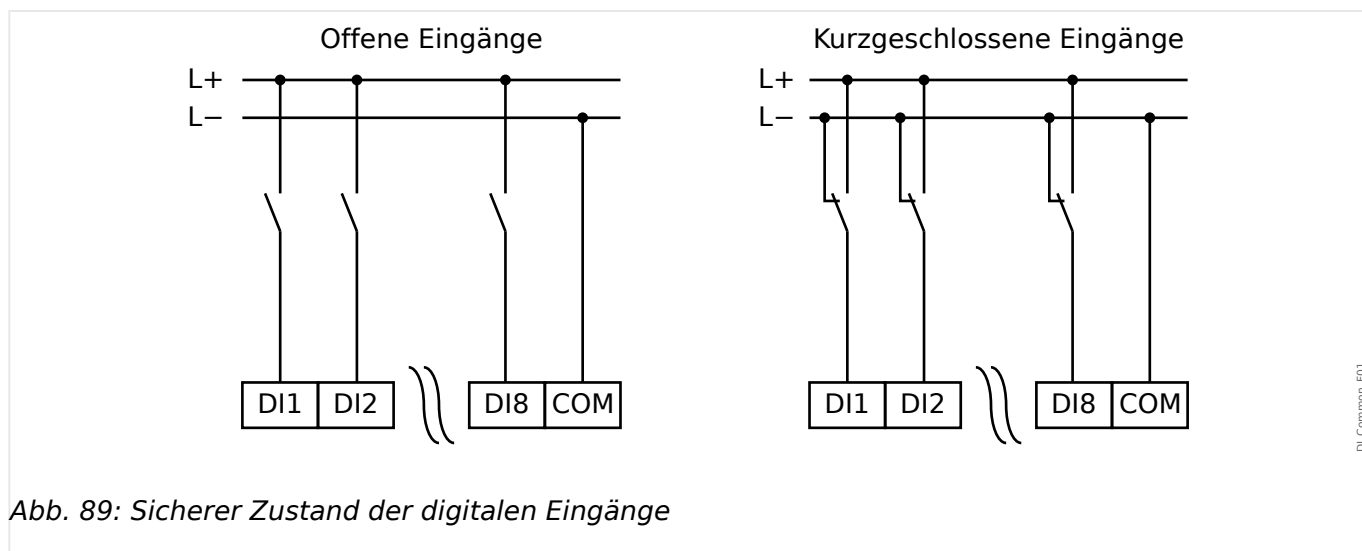 Offene Eingänge
L+
L−
DI1 DI2 DI8 COM
Kurzgeschlossene Eingänge
L+
L−
DI1 DI2 DI8 COM
DI_Common_E01
Abb. 89: Sicherer Zustand der digitalen Eingänge